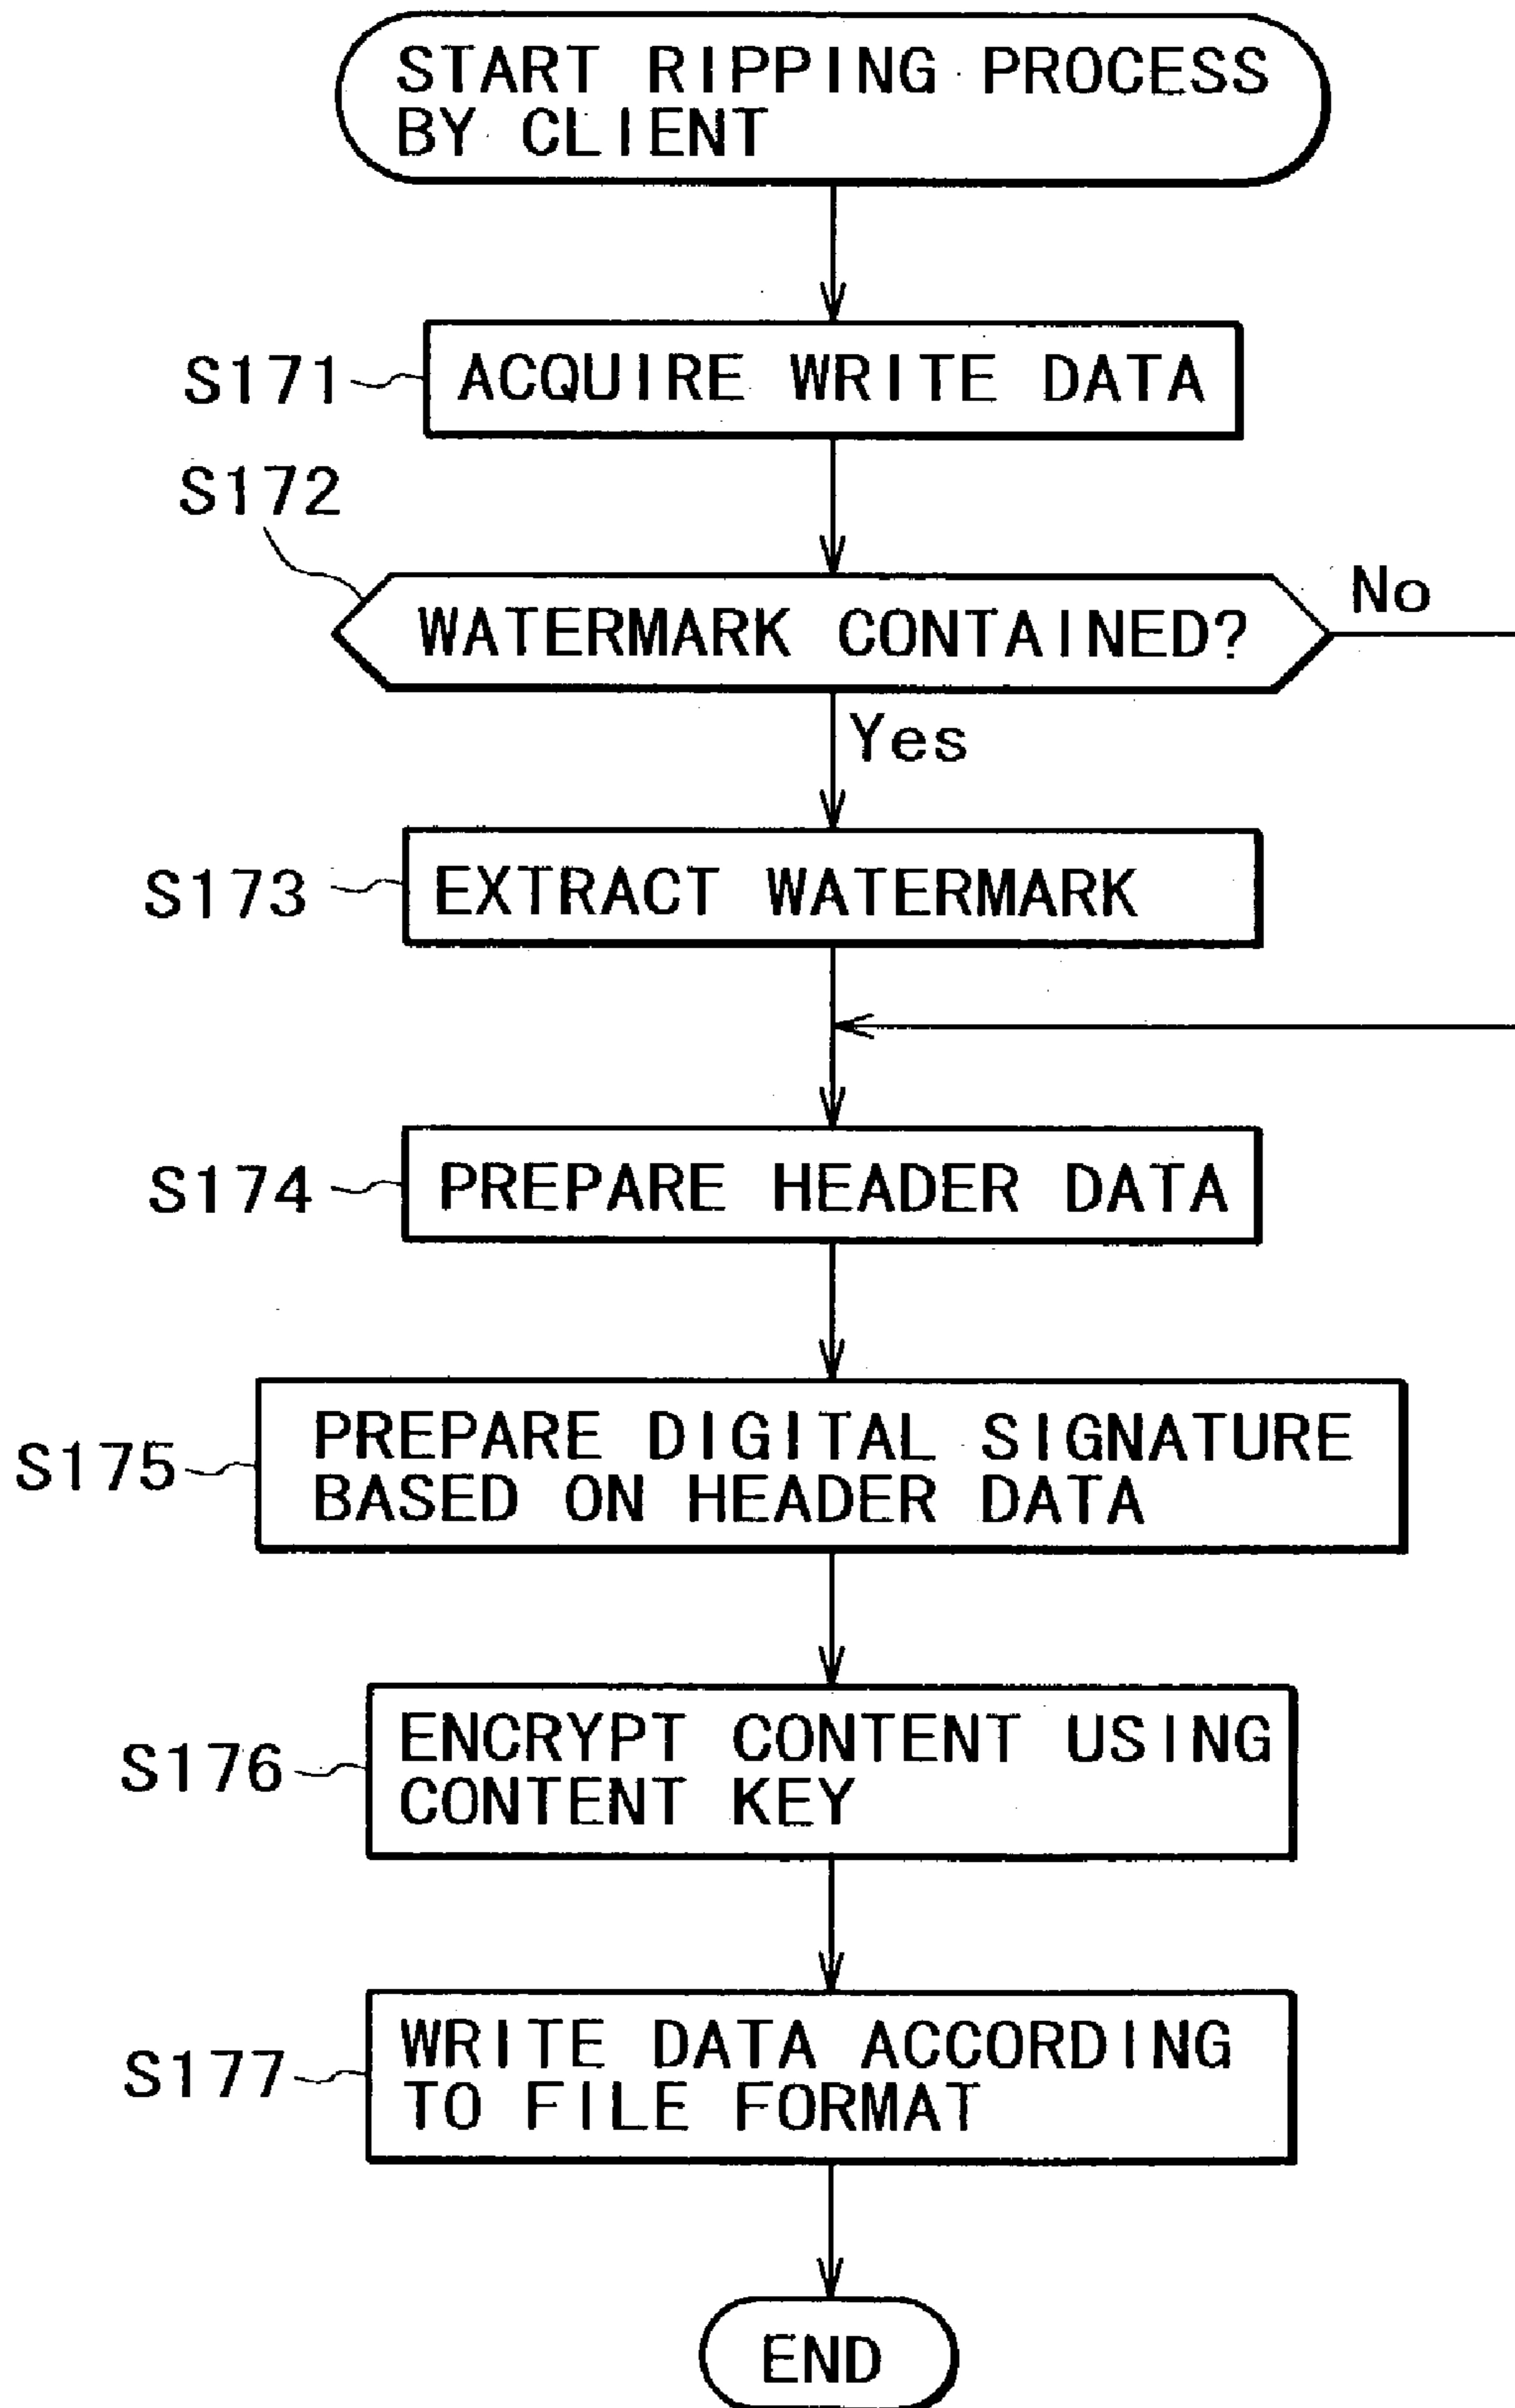 START RIPPING PROCESS
BY CLIENT
S171
ACQUIRE WRITE DATA
S172
WATERMARK CONTAINED?
No
Yes
S173
EXTRACT WATERMARK
S174
PREPARE HEADER DATA
S175
PREPARE DIGITAL SIGNATURE
BASED ON HEADER DATA
S176
ENCRYPT CONTENT USING
CONTENT KEY
S177
WRITE DATA ACCORDING
TO FILE FORMAT
END